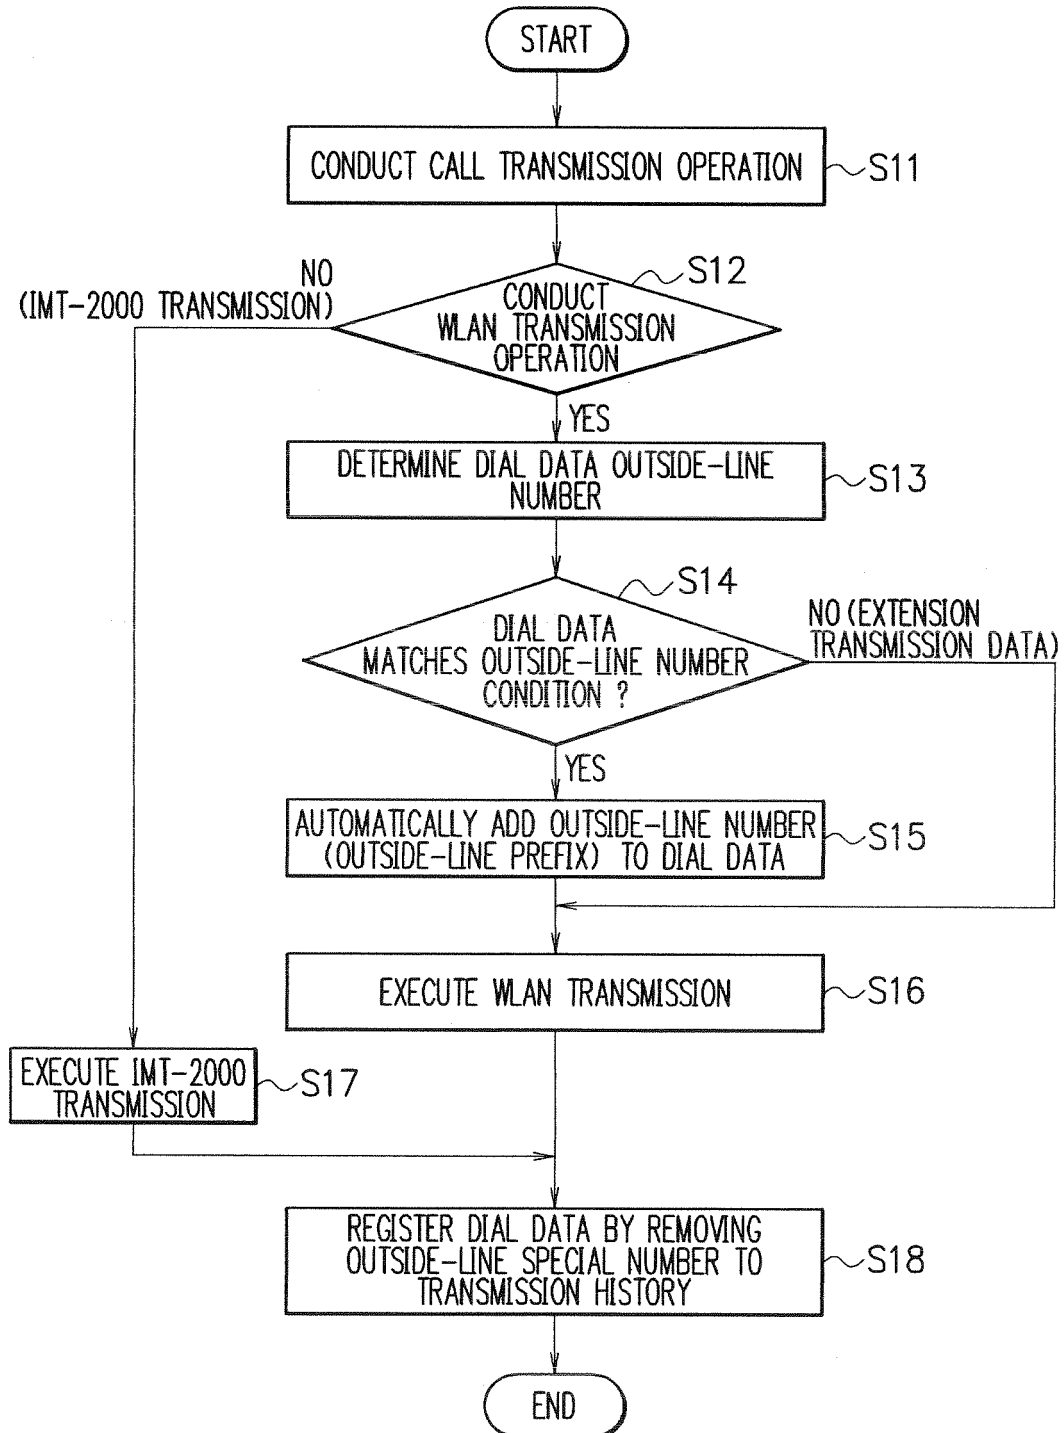 START
CONDUCT CALL TRANSMISSION OPERATION
S11
NO
(IMT-2000 TRANSMISSION)
S12
CONDUCT
WLAN TRANSMISSION
OPERATION
YES
DETERMINE DIAL DATA OUTSIDE-LINE
NUMBER
S13
S14
DIAL DATA
MATCHES OUTSIDE-LINE NUMBER
CONDITION ?
NO (EXTENSION
TRANSMISSION DATA)
YES
AUTOMATICALLY ADD OUTSIDE-LINE NUMBER
(OUTSIDE-LINE PREFIX) TO DIAL DATA
S15
EXECUTE WLAN TRANSMISSION
S16
EXECUTE IMT-2000
TRANSMISSION
S17
REGISTER DIAL DATA BY REMOVING
OUTSIDE-LINE SPECIAL NUMBER TO
TRANSMISSION HISTORY
S18
END